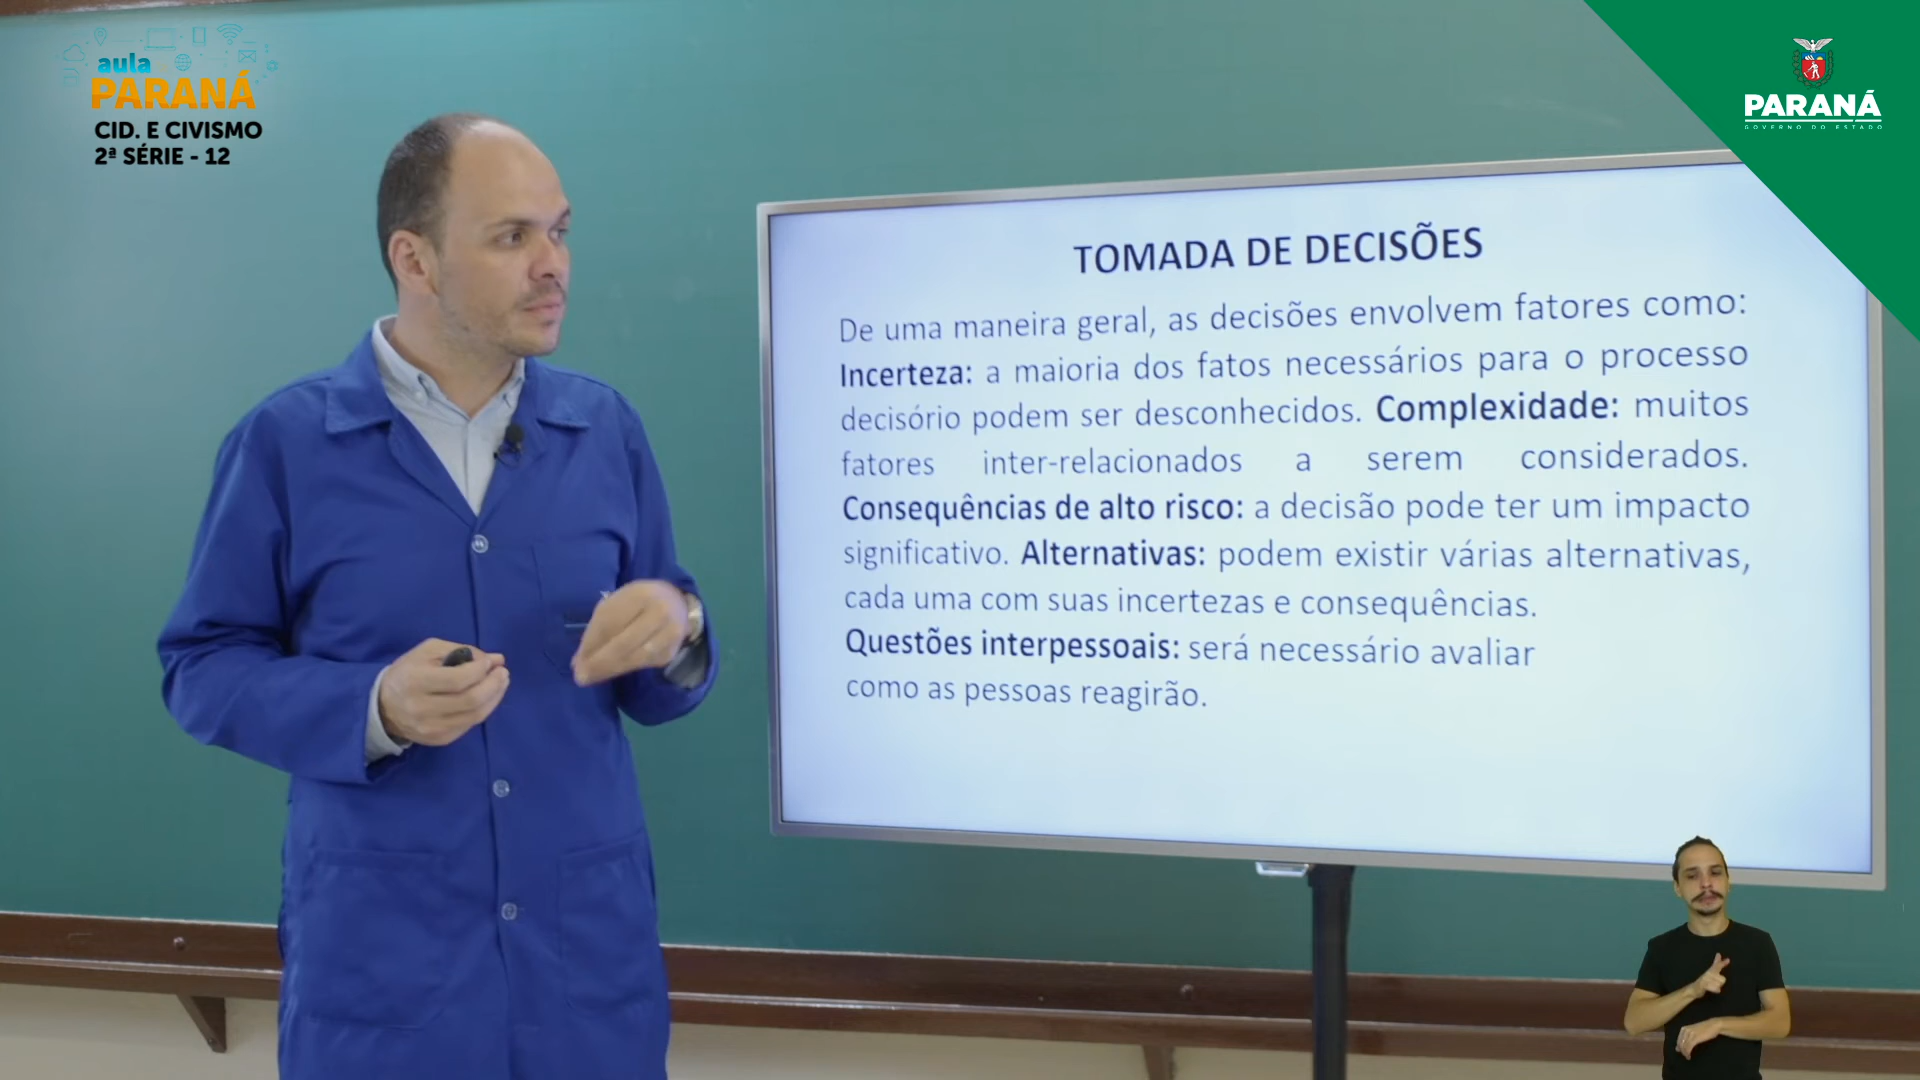 aula
PARANÁ
CID. E CIVISMO
2ª SÉRIE - 12
PARANÁ
GOVERNO DO ESTADO
TOMADA DE DECISÕES
De uma maneira geral, as decisões envolvem fatores como:
Incerteza: a maioria dos fatos necessários para o processo
decisório podem ser desconhecidos. Complexidade: muitos
fatores inter-relacionados a serem considerados.
Consequências de alto risco: a decisão pode ter um impacto
significativo. Alternativas: podem existir várias alternativas,
cada uma com suas incertezas e consequências.
Questões interpessoais: será necessário avaliar
como as pessoas reagirão.